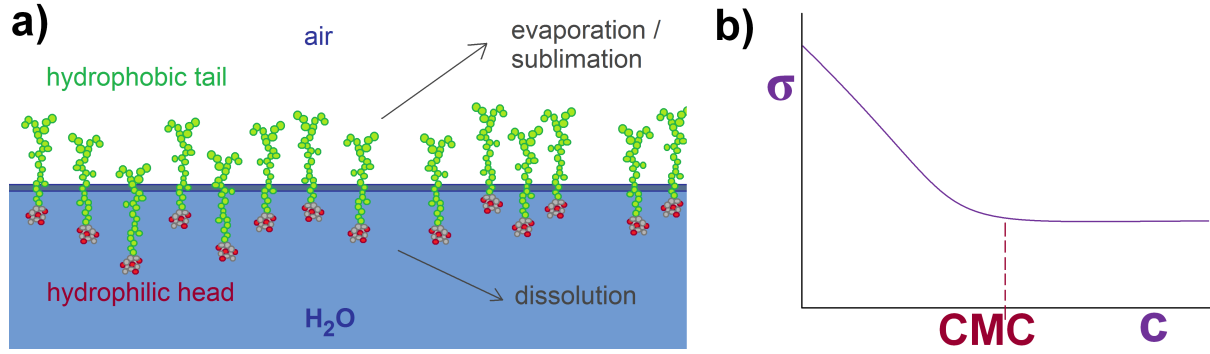 a)
air
evaporation /
sublimation
hydrophobic tail
hydrophilic head
dissolution
H₂O
b)
σ
CMC
c